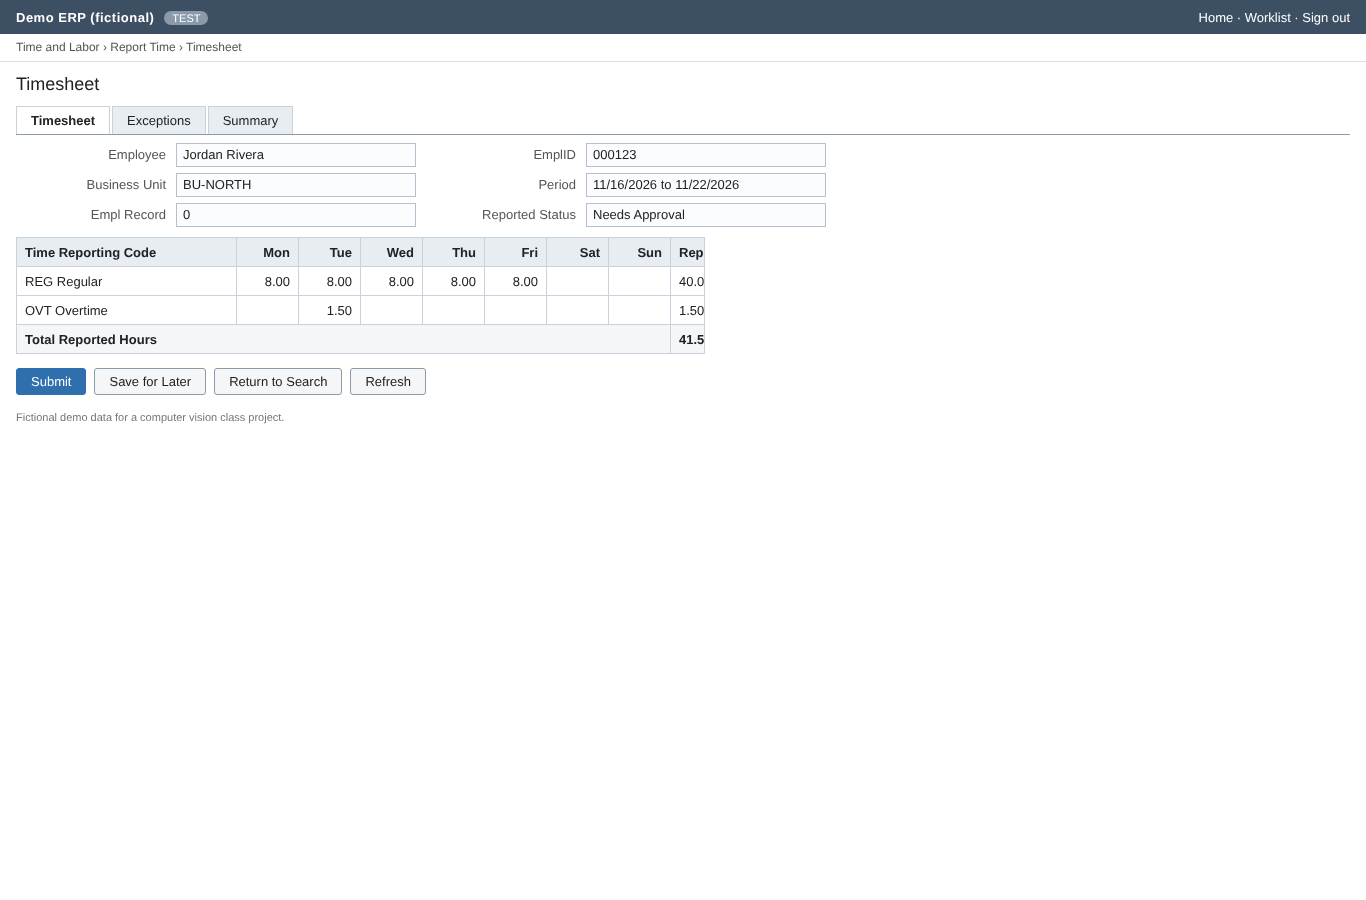 Demo ERP (fictional) TEST Home · Worklist · Sign out
Time and Labor › Report Time › Timesheet
Timesheet
Timesheet Exceptions Summary
Employee Jordan Rivera EmplID 000123
Business Unit BU-NORTH Period 11/16/2026 to 11/22/2026
Empl Record 0 Reported Status Needs Approval
Time Reporting Code Mon Tue Wed Thu Fri Sat Sun Rep
REG Regular 8.00 8.00 8.00 8.00 8.00 40.0
OVT Overtime 1.50 1.50
Total Reported Hours 41.5
Submit Save for Later Return to Search Refresh
Fictional demo data for a computer vision class project.